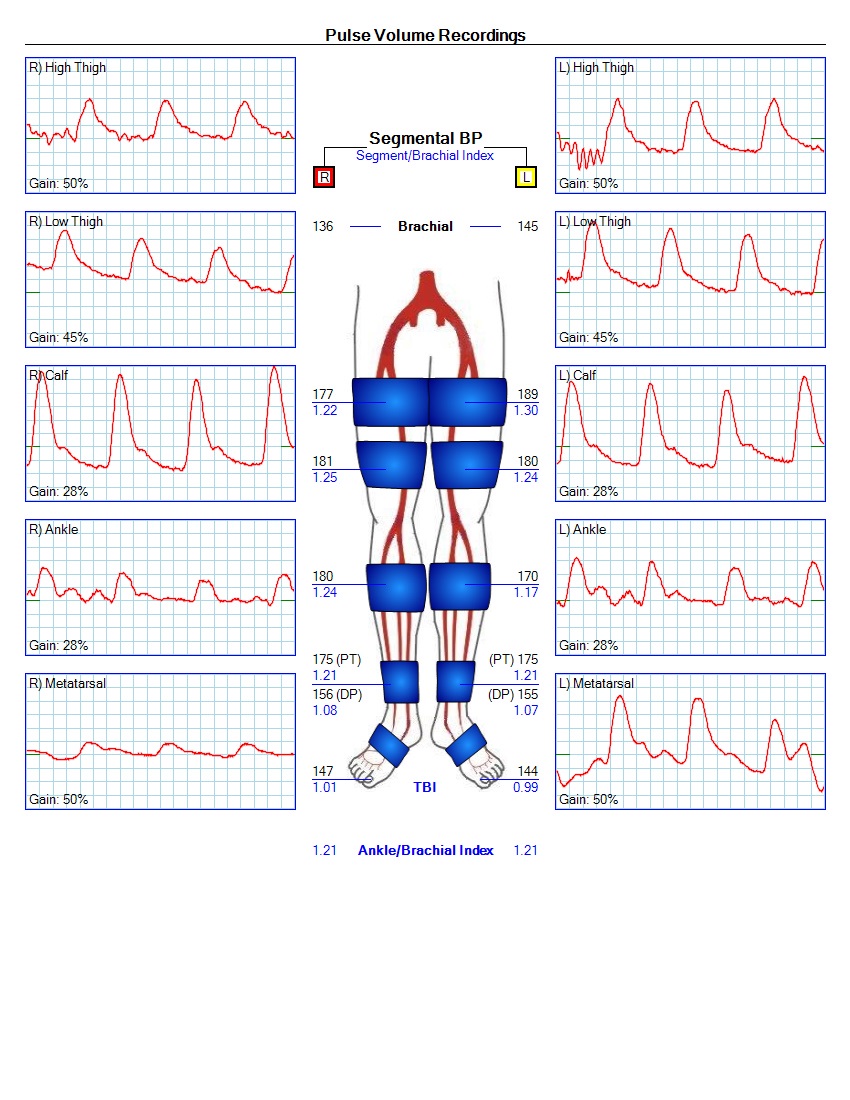 Pulse Volume Recordings
R) High Thigh
Gain: 50%
R) Low Thigh
Gain: 45%
R) Calf
Gain: 28%
R) Ankle
Gain: 28%
R) Metatarsal
Gain: 50%
Segmental BP
Segment/Brachial Index
R L
136 Brachial 145
177 189
1.22 1.30
181 180
1.25 1.24
180 170
1.24 1.17
175 (PT) (PT) 175
1.21 1.21
156 (DP) (DP) 155
1.08 1.07
147 144
1.01 TBI 0.99
1.21 Ankle/Brachial Index 1.21
L) High Thigh
Gain: 50%
L) Low Thigh
Gain: 45%
L) Calf
Gain: 28%
L) Ankle
Gain: 28%
L) Metatarsal
Gain: 50%